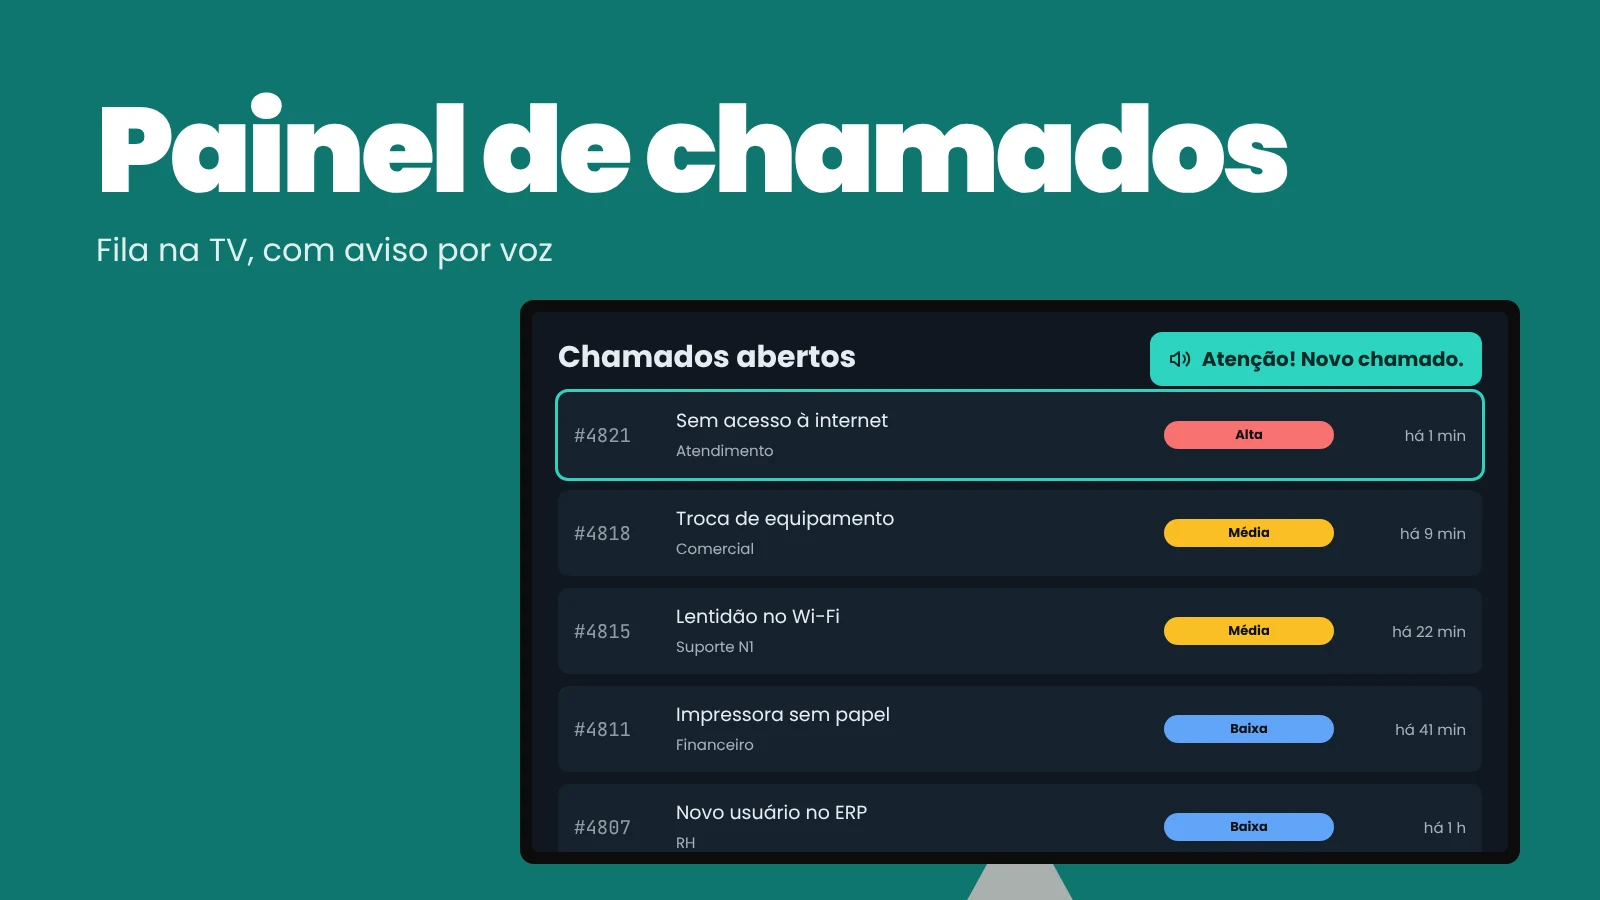 Painel de chamados
Fila na TV, com aviso por voz
Chamados abertos
Atenção! Novo chamado.
#4821
Sem acesso à internet
Atendimento
Alta
há 1 min
#4818
Troca de equipamento
Comercial
Média
há 9 min
#4815
Lentidão no Wi-Fi
Suporte N1
Média
há 22 min
#4811
Impressora sem papel
Financeiro
Baixa
há 41 min
#4807
Novo usuário no ERP
RH
Baixa
há 1 h